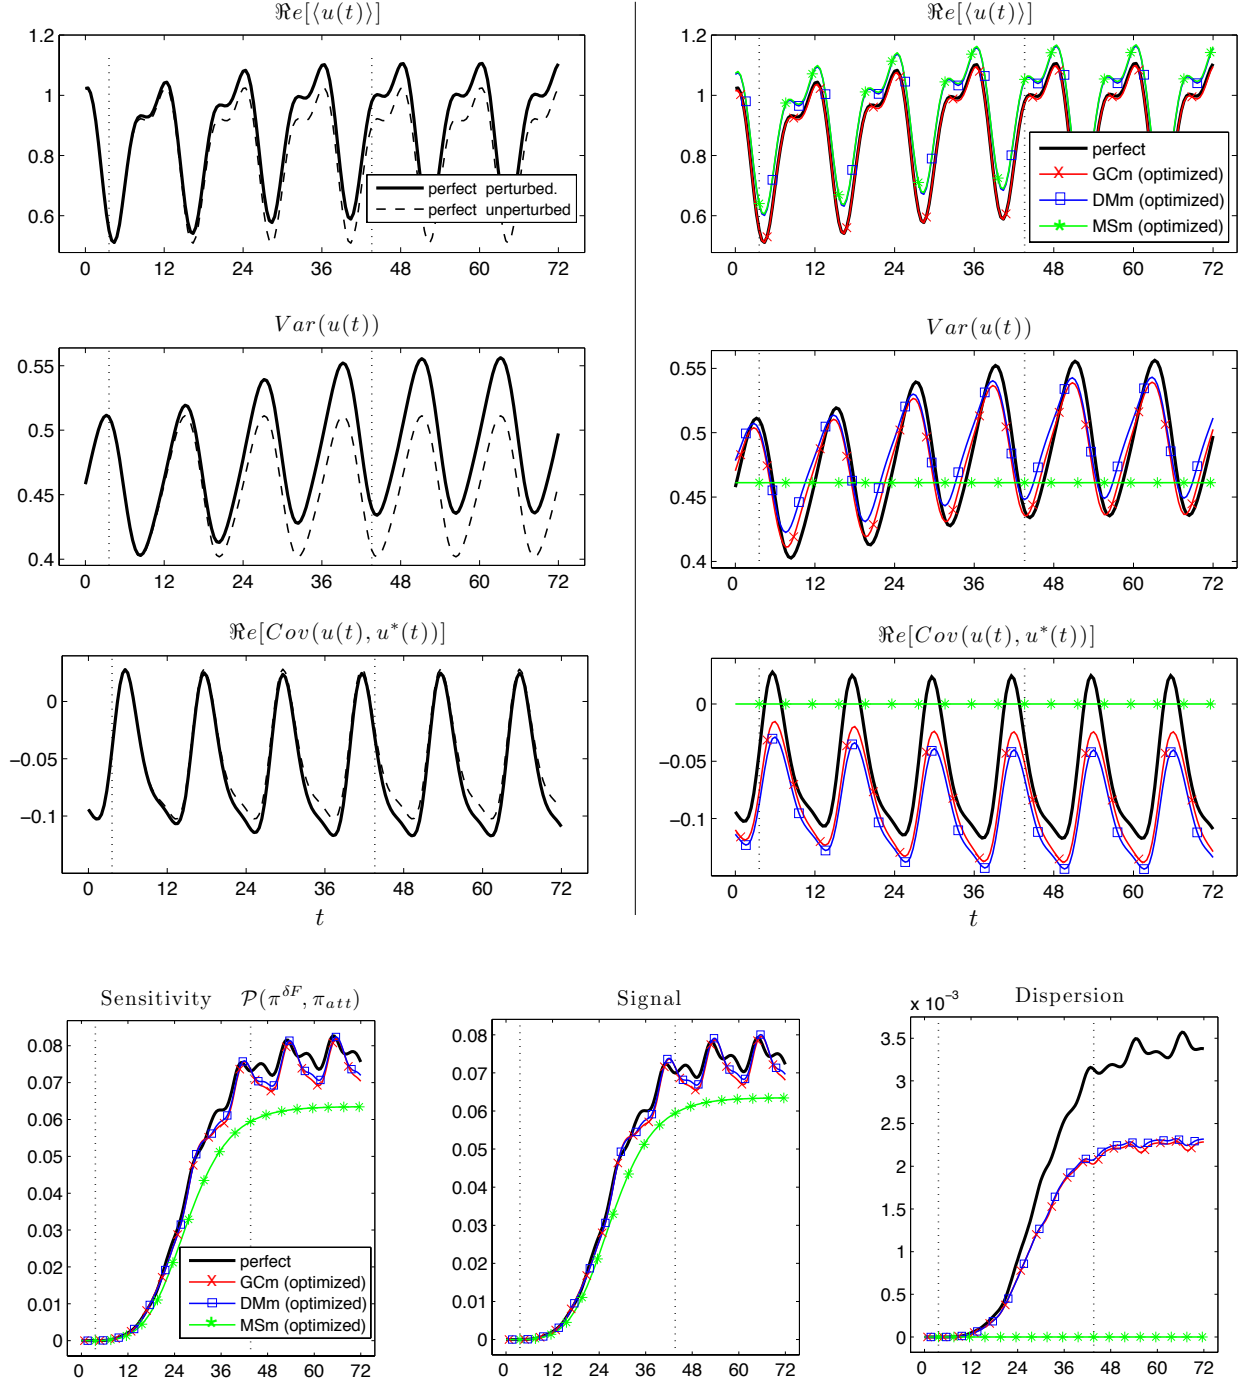 ℜe[⟨u(t)⟩]
1.2
1
0.8
0.6
perfect perturbed.
perfect unperturbed
0 12 24 36 48 60 72
ℜe[⟨u(t)⟩]
1.2
1
0.8
0.6
perfect
GCm (optimized)
DMm (optimized)
MSm (optimized)
0 12 24 36 48 60 72
Var(u(t))
0.55
0.5
0.45
0.4
0 12 24 36 48 60 72
Var(u(t))
0.55
0.5
0.45
0.4
0 12 24 36 48 60 72
ℜe[Cov(u(t), u*(t))]
0
−0.05
−0.1
0 12 24 36 48 60 72
t
ℜe[Cov(u(t), u*(t))]
0
−0.05
−0.1
0 12 24 36 48 60 72
t
Sensitivity P(π^{δF}, π_{att})
0.08
0.07
0.06
0.05
0.04
0.03
0.02
0.01
0
perfect
GCm (optimized)
DMm (optimized)
MSm (optimized)
0 12 24 36 48 60 72
Signal
0.08
0.07
0.06
0.05
0.04
0.03
0.02
0.01
0
0 12 24 36 48 60 72
Dispersion
x 10^{−3}
3.5
3
2.5
2
1.5
1
0.5
0
0 12 24 36 48 60 72